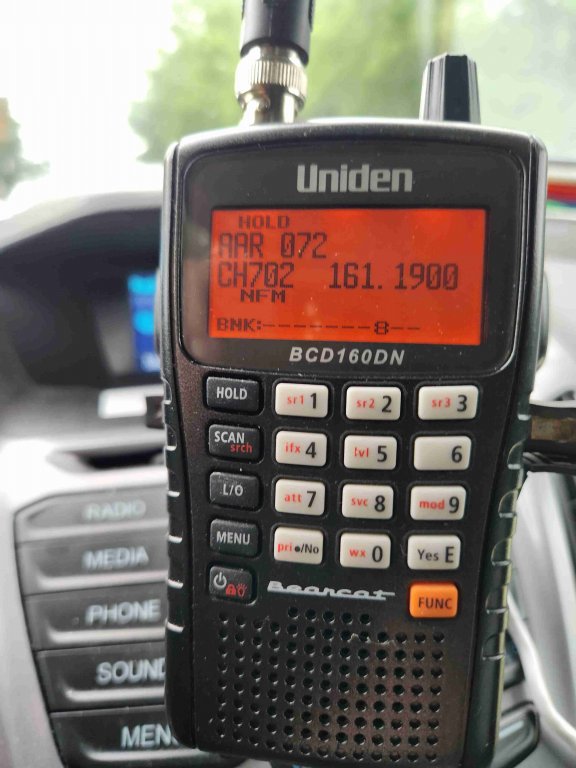 Uniden
HOLD
AAR 072
CH702 161.1900
NFM
BNK:-------8--
BCD160DN
HOLD sr1 1 sr2 2 sr3 3
SCAN srch ifx 4 lvl 5 6
L/O att 7 svc 8 mod 9
MENU pri •/No wx 0 Yes E
Bearcat FUNC
RADIO
MEDIA
PHONE
SOUND
MENU